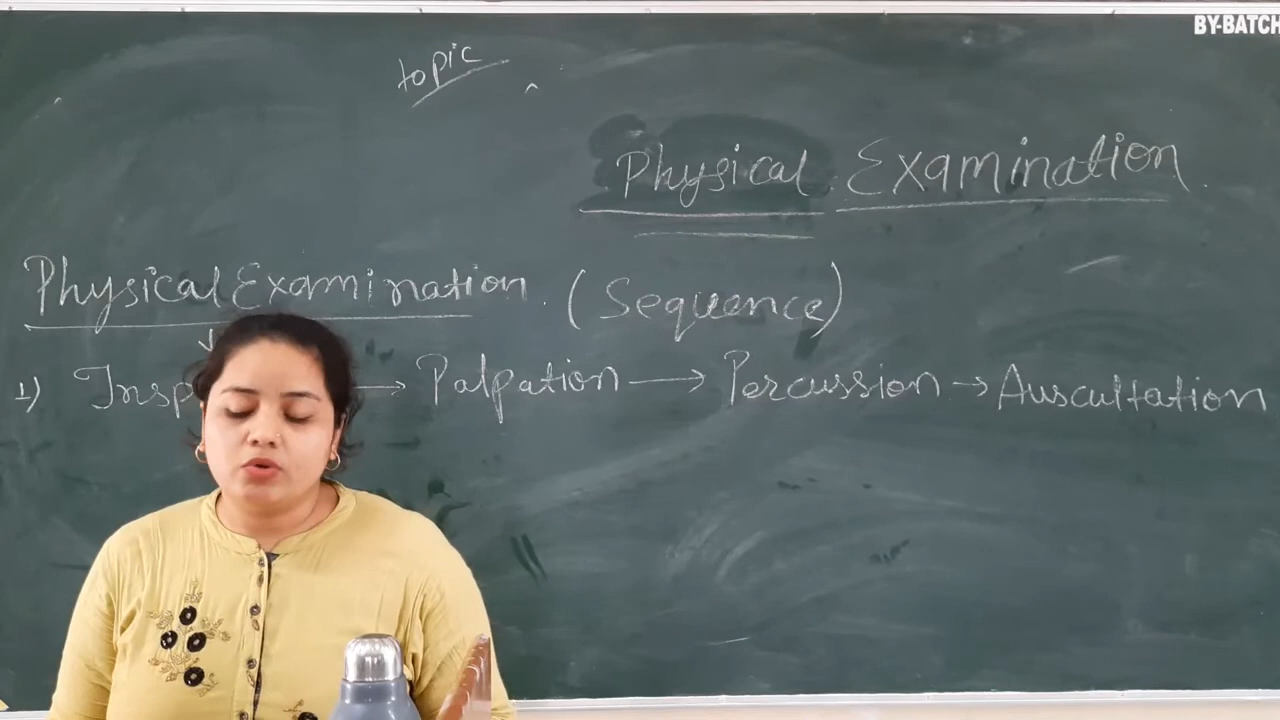 BY-BATCH
topic
Physical Examination
Physical Examination. (Sequence)
1) Insp → Palpation → Percussion → Auscultation